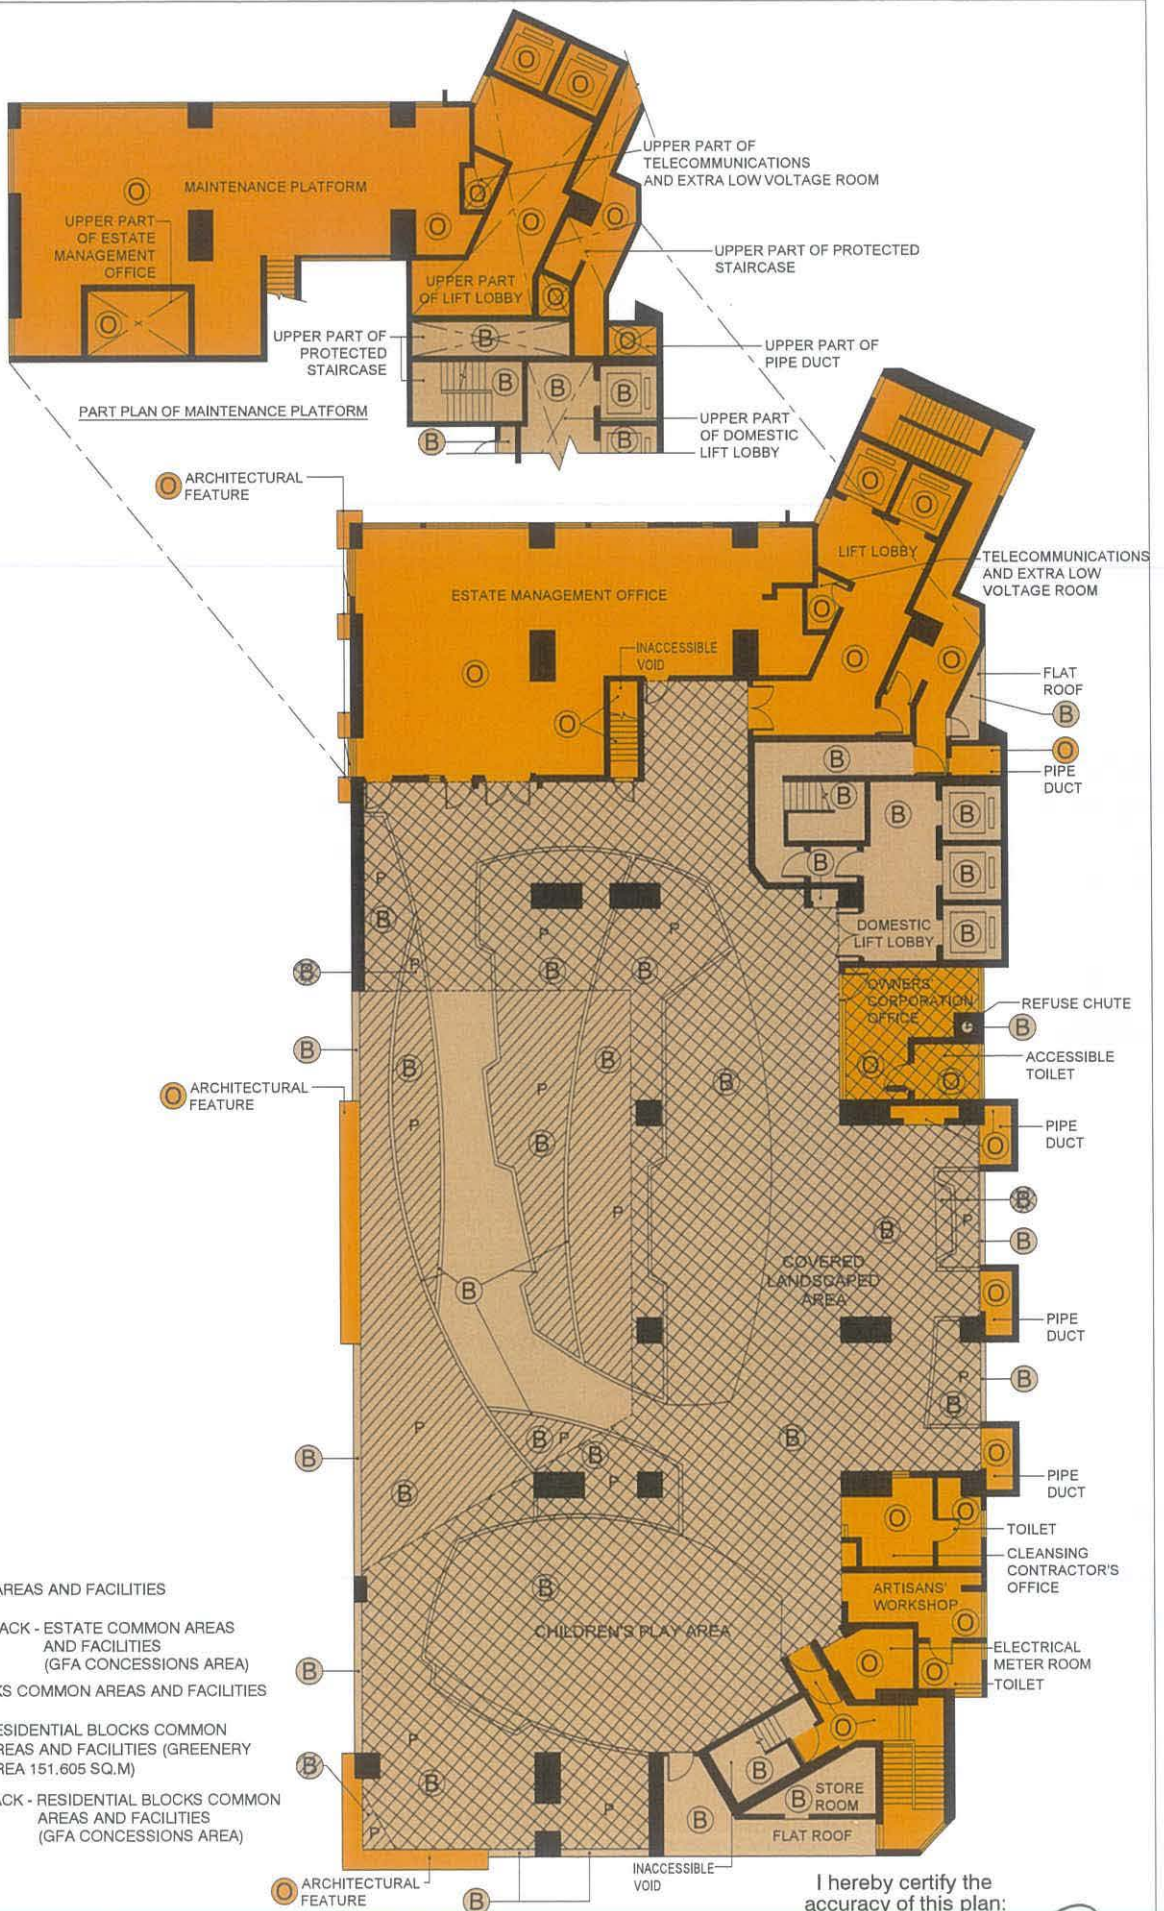 O
O
UPPER PART OF
TELECOMMUNICATIONS
AND EXTRA LOW VOLTAGE ROOM
O
MAINTENANCE PLATFORM
O
UPPER PART
OF ESTATE
MANAGEMENT
OFFICE
O
O
O
UPPER PART OF PROTECTED
STAIRCASE
UPPER PART
OF LIFT LOBBY
O
O
UPPER PART OF
PROTECTED
STAIRCASE
B
O
UPPER PART OF
PIPE DUCT
B
B
B
PART PLAN OF MAINTENANCE PLATFORM
B
B
UPPER PART
OF DOMESTIC
LIFT LOBBY
O
ARCHITECTURAL
FEATURE
O
O
LIFT LOBBY
TELECOMMUNICATIONS
AND EXTRA LOW
VOLTAGE ROOM
ESTATE MANAGEMENT OFFICE
O
INACCESSIBLE
VOID
O
O
O
FLAT
ROOF
B
O
O
PIPE
DUCT
B
B
B
B
B
P
B
B
B
DOMESTIC
LIFT LOBBY
B
P
P
P
B
B
B
OWNERS'
CORPORATION
OFFICE
REFUSE CHUTE
B
B
B
B
B
O
O
ACCESSIBLE
TOILET
O
ARCHITECTURAL
FEATURE
P
P
B
PIPE
DUCT
O
B
P
B
P
B
B
COVERED
LANDSCAPED
AREA
B
O
PIPE
DUCT
P
B
B
P
B
P
B
B
B
O
PIPE
DUCT
P
B
O
O
TOILET
CLEANSING
CONTRACTOR'S
OFFICE
AREAS AND FACILITIES
B
ARTISANS'
WORKSHOP
O
ACK - ESTATE COMMON AREAS
AND FACILITIES
(GFA CONCESSIONS AREA)
CHILDREN'S PLAY AREA
ELECTRICAL
METER ROOM
O
O
TOILET
B
KS COMMON AREAS AND FACILITIES
O
ESIDENTIAL BLOCKS COMMON
REAS AND FACILITIES (GREENERY
REA 151.605 SQ.M)
P
B
B
B
B
STORE
ROOM
ACK - RESIDENTIAL BLOCKS COMMON
AREAS AND FACILITIES
(GFA CONCESSIONS AREA)
P
P
B
FLAT ROOF
INACCESSIBLE
VOID
O
ARCHITECTURAL
FEATURE
B
I hereby certify the
accuracy of this plan: